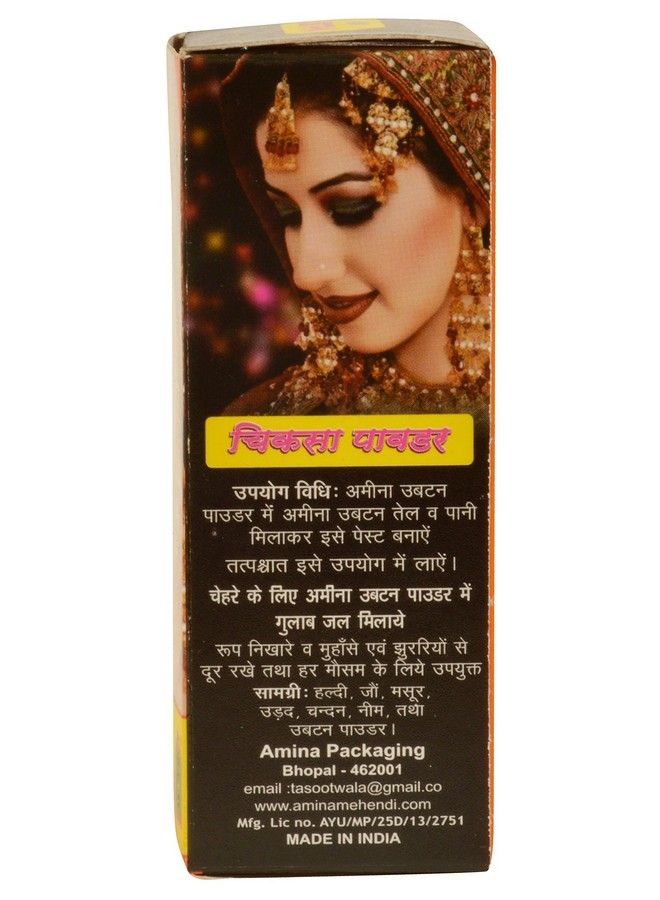 चिकसा पावडर
उपयोग विधि: अमीना उबटन
पाउडर में अमीना उबटन तेल व पानी
मिलाकर इसे पेस्ट बनाऐं
तत्पश्चात इसे उपयोग में लाऐं।
चेहरे के लिए अमीना उबटन पाउडर में
गुलाब जल मिलाये
रूप निखारे व मुहाँसे एवं झुर्रियों से
दूर रखे तथा हर मौसम के लिये उपयुक्त
सामग्री: हल्दी, जौं, मसूर,
उड़द, चन्दन, नीम, तथा
उबटन पाउडर।
Amina Packaging
Bhopal - 462001
email :tasootwala@gmail.co
www.aminamehendi.com
Mfg. Lic no. AYU/MP/25D/13/2751
MADE IN INDIA